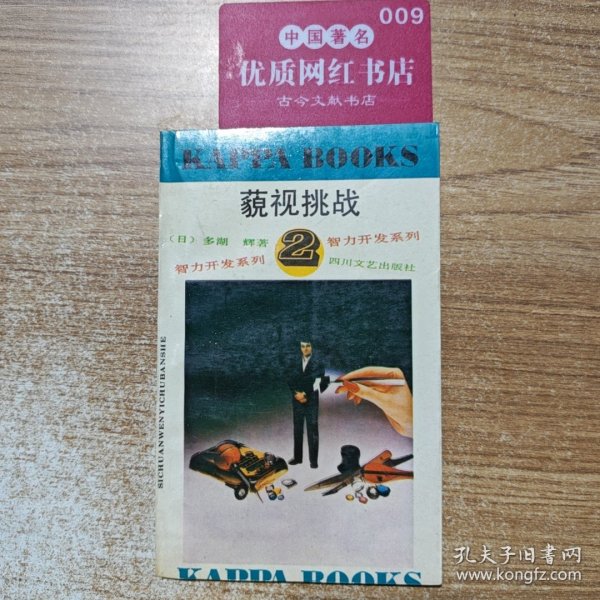 009
中国著名
优质网红书店
古今文献书店
KAPPA BOOKS
藐视挑战
(日) 多湖 辉著
2
智力开发系列
智力开发系列
四川文艺出版社
SICHUANWENYICHUBANSHE
KAPPA BOOKS
孔夫子旧书网
www.kongfz.com